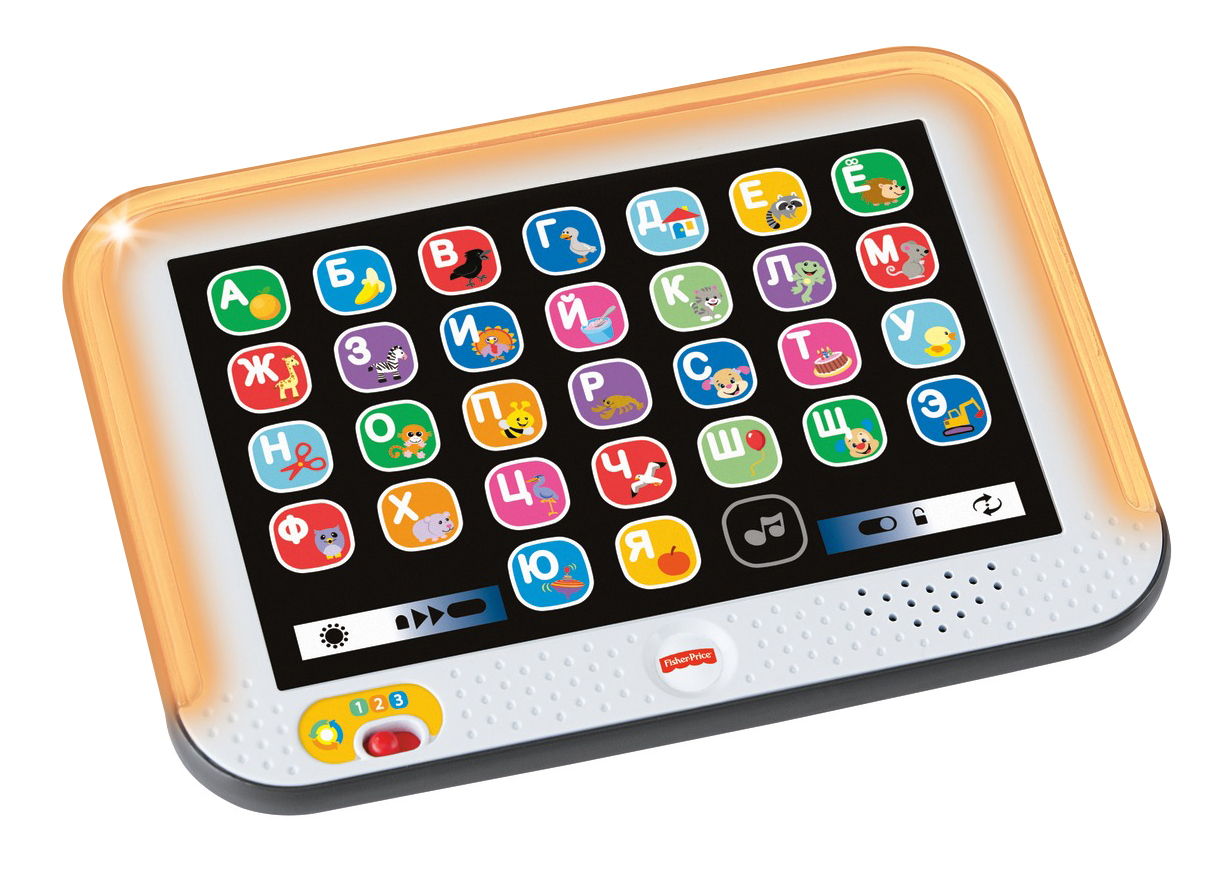 А Б В Г Д Е Ё
Ж З И Й К Л М
Н О П Р С Т У
Ф Х Ц Ч Ш Щ Э
Ю Я
1 2 3
Fisher-Price